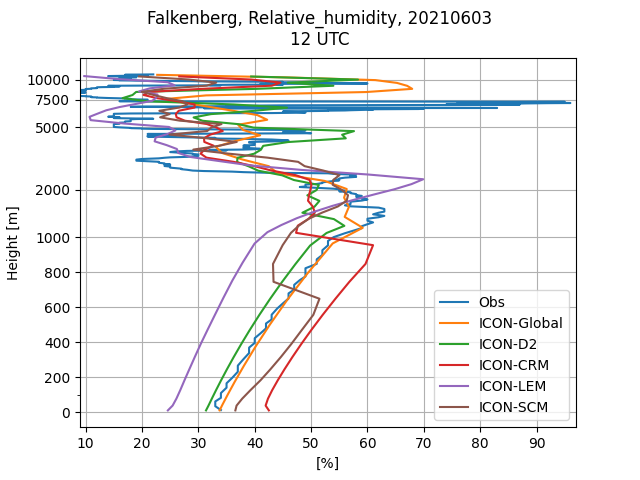 Falkenberg, Relative_humidity, 20210603
12 UTC
10000
7500
5000
2000
1000
800
600
400
200
0
Height [m]
Obs
ICON-Global
ICON-D2
ICON-CRM
ICON-LEM
ICON-SCM
10 20 30 40 50 60 70 80 90
[%]